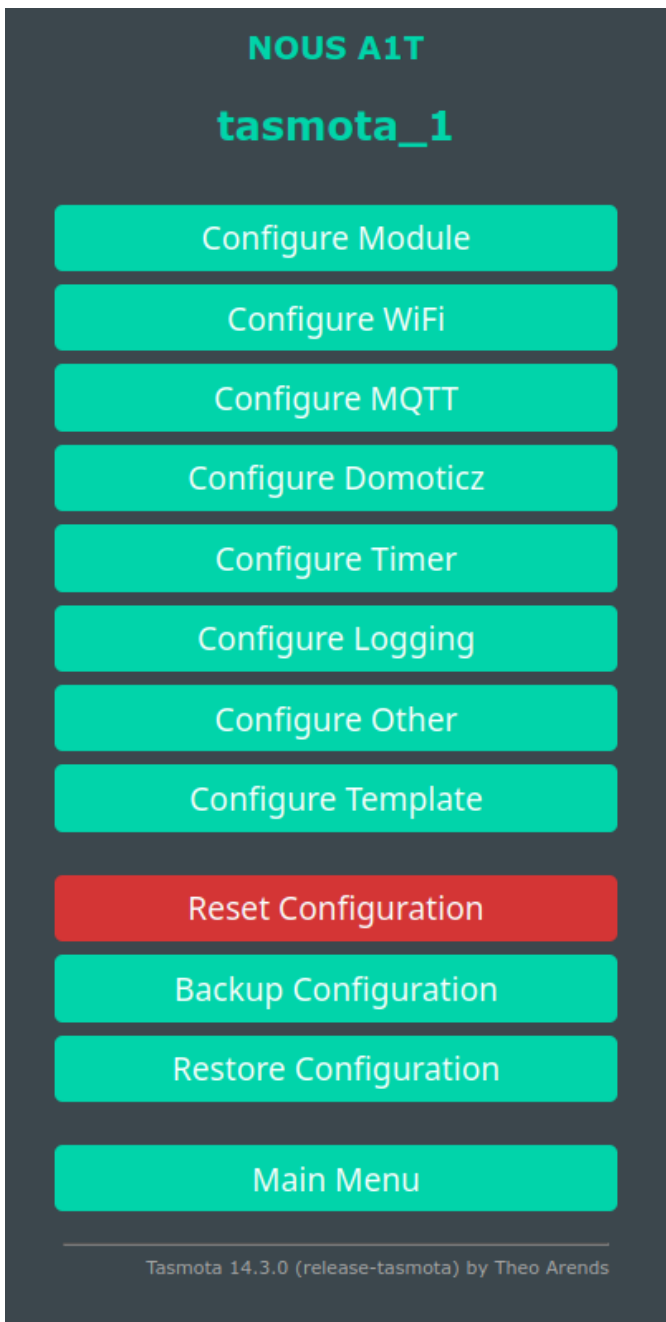 NOUS A1T
tasmota_1
Configure Module
Configure WiFi
Configure MQTT
Configure Domoticz
Configure Timer
Configure Logging
Configure Other
Configure Template
Reset Configuration
Backup Configuration
Restore Configuration
Main Menu
Tasmota 14.3.0 (release-tasmota) by Theo Arends